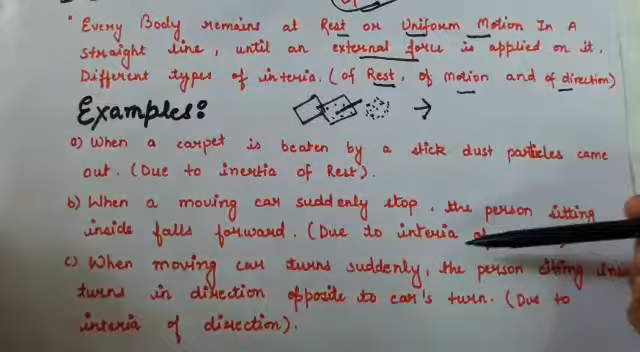 Every Body remains at Rest or Uniform Motion In A
straight line, until an external force is applied on it.
Different types of interia. (of Rest, of motion and of direction)
Examples:
a) When a carpet is beaten by a stick dust particles came
out. (Due to inertia of Rest).
b) When a moving car suddenly stop, the person sitting
inside falls forward. (Due to interia
c) When moving car turns suddenly, the person citing
turns in direction opposite to car's turn. (Due to
interia of direction).